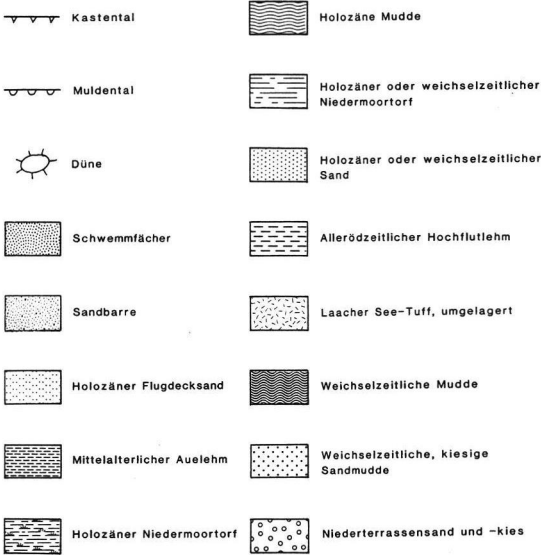 Kastental
Muldental
Düne
Schwemmfächer
Sandbarre
Holozäner Flugdecksand
Mittelalterlicher Auelehm
Holozäner Niedermoortorf
Holozäne Mudde
Holozäner oder weichselzeitlicher
Niedermoortorf
Holozäner oder weichselzeitlicher
Sand
Allerödzeitlicher Hochflutlehm
Laacher See-Tuff, umgelagert
Weichselzeitliche Mudde
Weichselzeitliche, kiesige
Sandmudde
Niederterrassensand und -kies